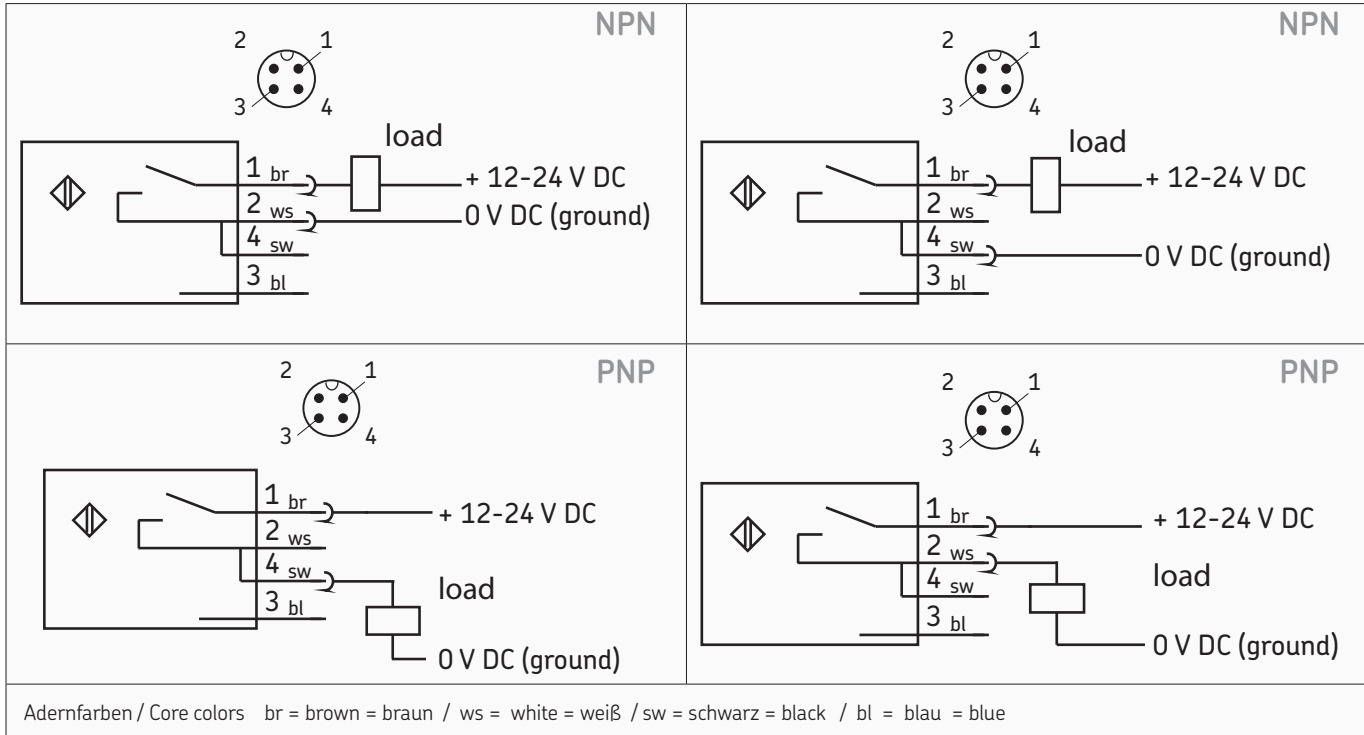 NPN
2 1
3 4
load
1 br + 12-24 V DC
2 ws 0 V DC (ground)
4 sw
3 bl
NPN
2 1
3 4
load
1 br + 12-24 V DC
2 ws
4 sw 0 V DC (ground)
3 bl
PNP
2 1
3 4
1 br + 12-24 V DC
2 ws
4 sw load
3 bl
0 V DC (ground)
PNP
2 1
3 4
1 br + 12-24 V DC
2 ws
4 sw load
3 bl
0 V DC (ground)
Adernfarben / Core colors br = brown = braun / ws = white = weiß / sw = schwarz = black / bl = blau = blue